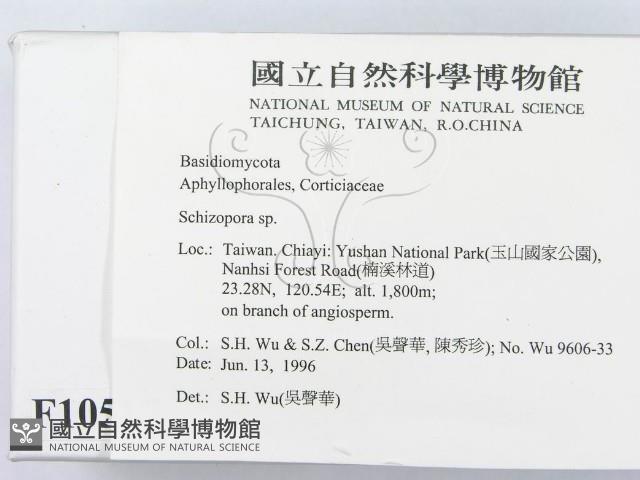 國立自然科學博物館
NATIONAL MUSEUM OF NATURAL SCIENCE
TAICHUNG, TAIWAN, R.O.CHINA
Basidiomycota
Aphyllophorales, Corticiaceae
Schizopora sp.
Loc.: Taiwan, Chiayi: Yushan National Park(玉山國家公園),
Nanhsi Forest Road(楠溪林道)
23.28N, 120.54E; alt. 1,800m;
on branch of angiosperm.
Col.: S.H. Wu & S.Z. Chen(吳聲華, 陳秀珍); No. Wu 9606-33
Date: Jun. 13, 1996
Det.: S.H. Wu(吳聲華)
F105
國立自然科學博物館
NATIONAL MUSEUM OF NATURAL SCIENCE